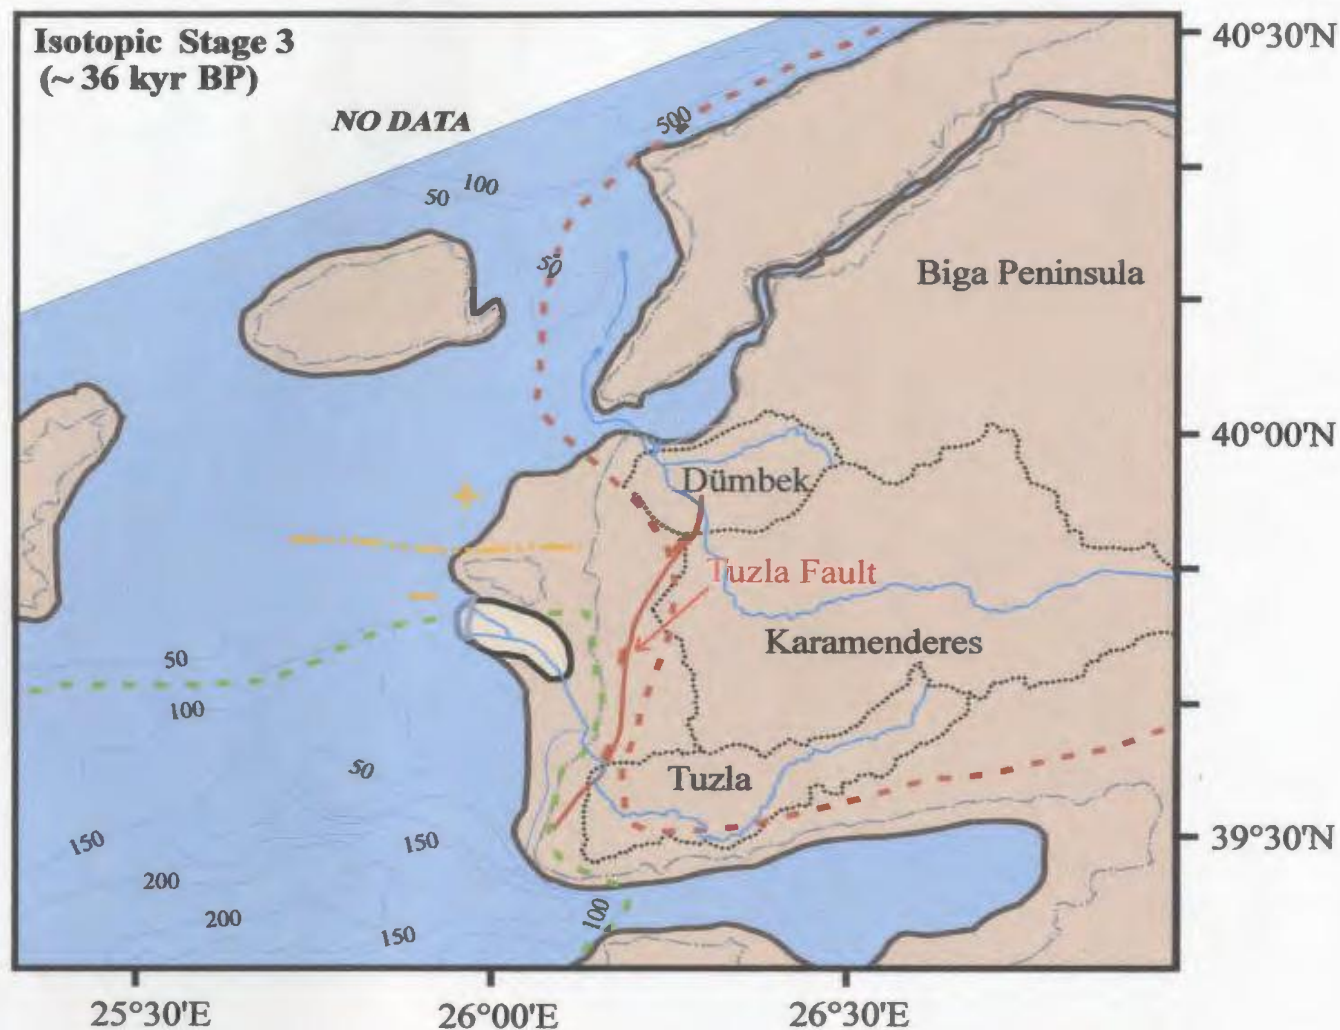 Isotopic Stage 3
(~ 36 kyr BP)
NO DATA
40°30'N
500
50
100
50
Biga Peninsula
40°00'N
Dümbek
Tuzla Fault
Karamenderes
50
100
50
Tuzla
39°30'N
150
150
200
200
150
100
25°30'E
26°00'E
26°30'E